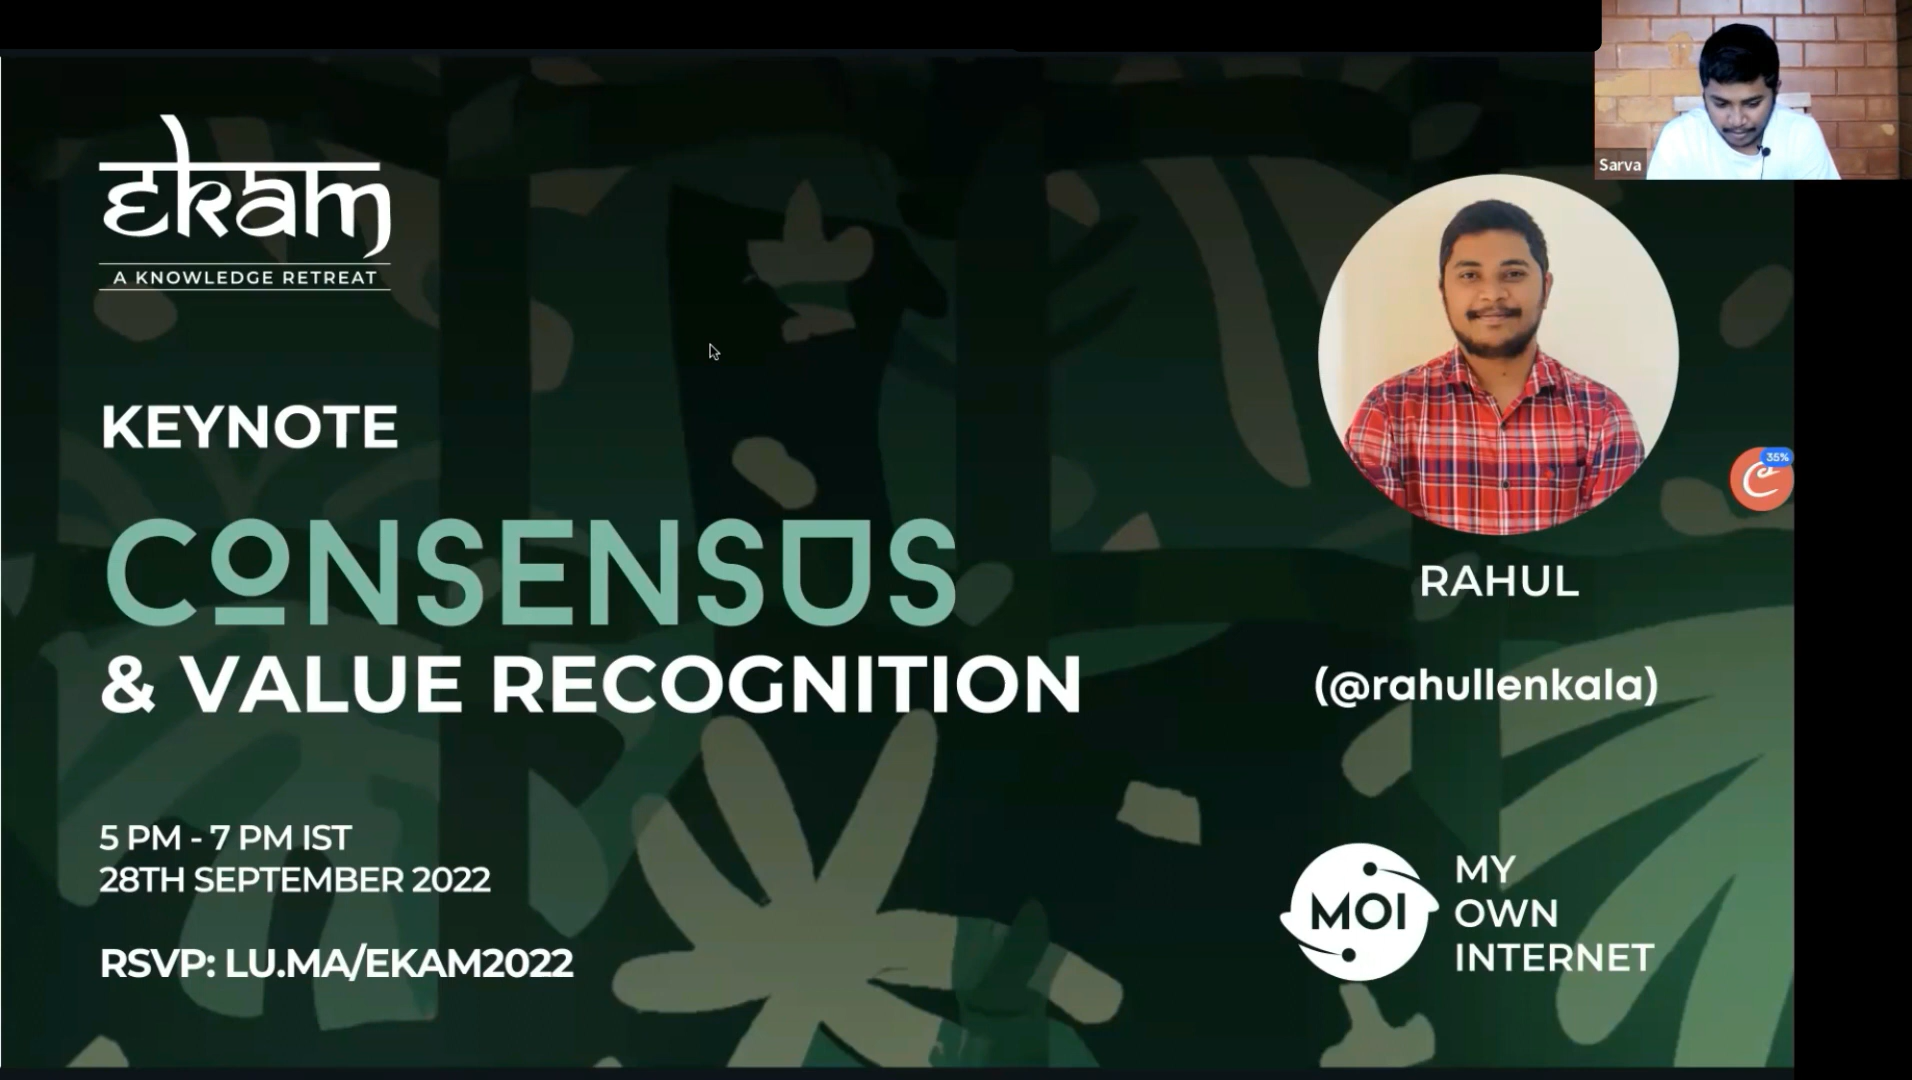 ekam
A KNOWLEDGE RETREAT
KEYNOTE
CONSENSUS
& VALUE RECOGNITION
5 PM - 7 PM IST
28TH SEPTEMBER 2022
RSVP: LU.MA/EKAM2022
Sarva
35%
RAHUL
(@rahullenkala)
MOI
MY
OWN
INTERNET